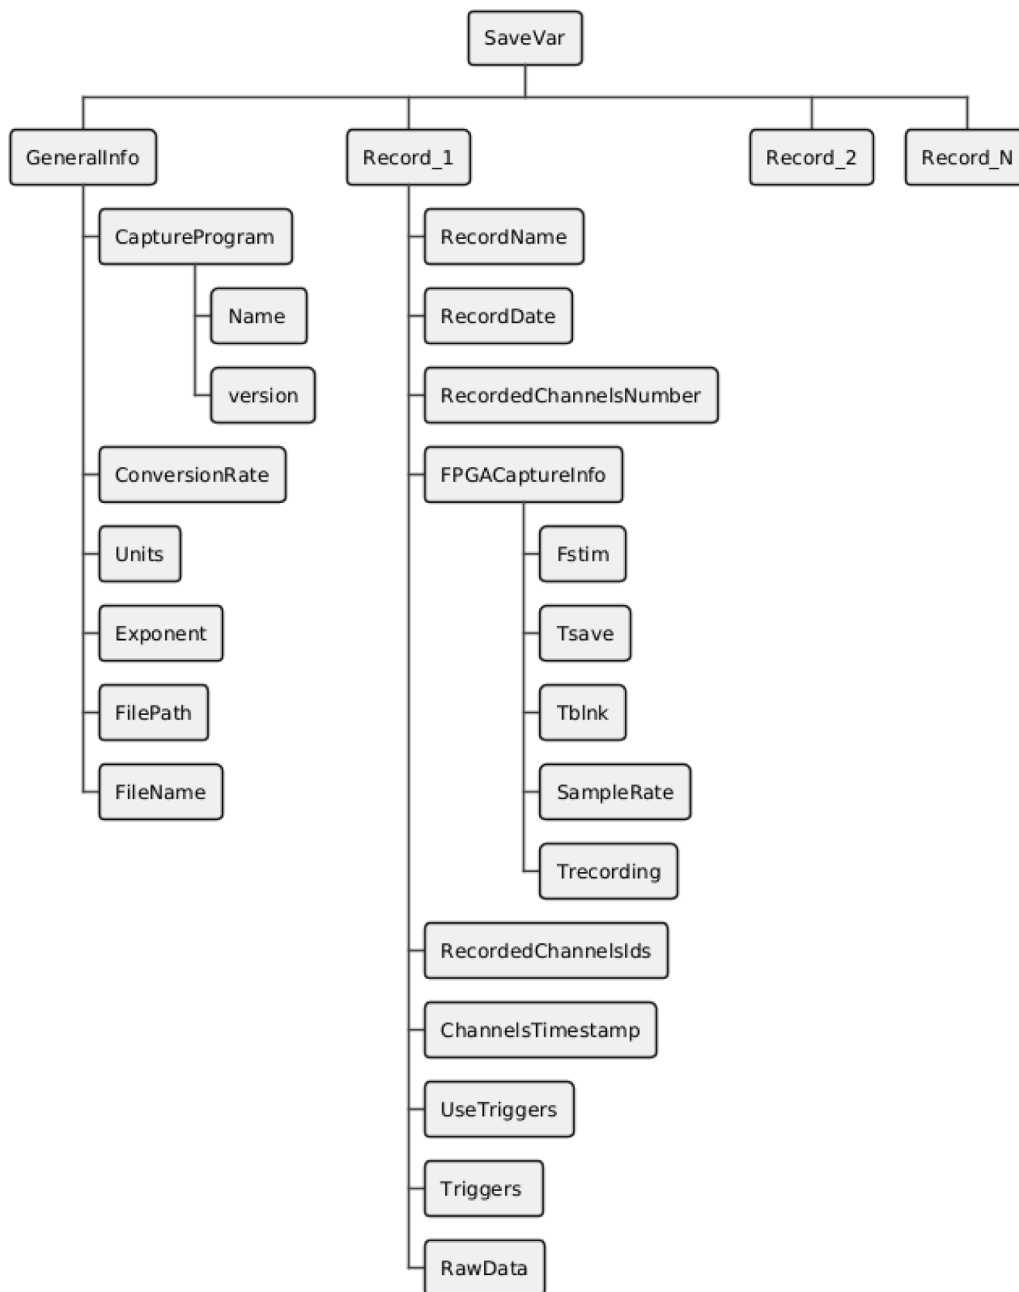 SaveVar
GeneralInfo
Record_1
Record_2
Record_N
CaptureProgram
Name
version
ConversionRate
Units
Exponent
FilePath
FileName
RecordName
RecordDate
RecordedChannelsNumber
FPGACaptureInfo
Fstim
Tsave
Tblnk
SampleRate
Trecording
RecordedChannelsIds
ChannelsTimestamp
UseTriggers
Triggers
RawData